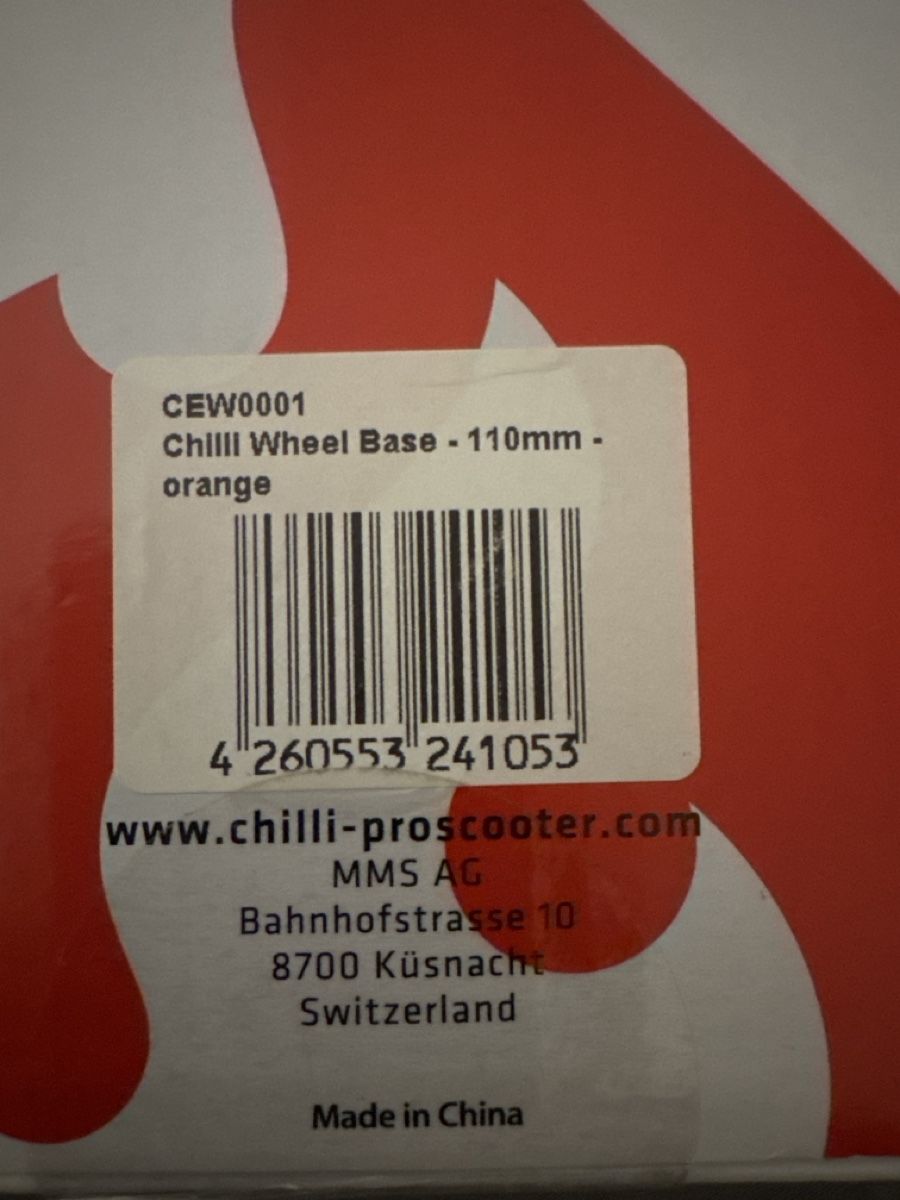 CEW0001
Chilli Wheel Base - 110mm -
orange
4 260553 241053
www.chilli-proscooter.com
MMS AG
Bahnhofstrasse 10
8700 Küsnacht
Switzerland
Made in China